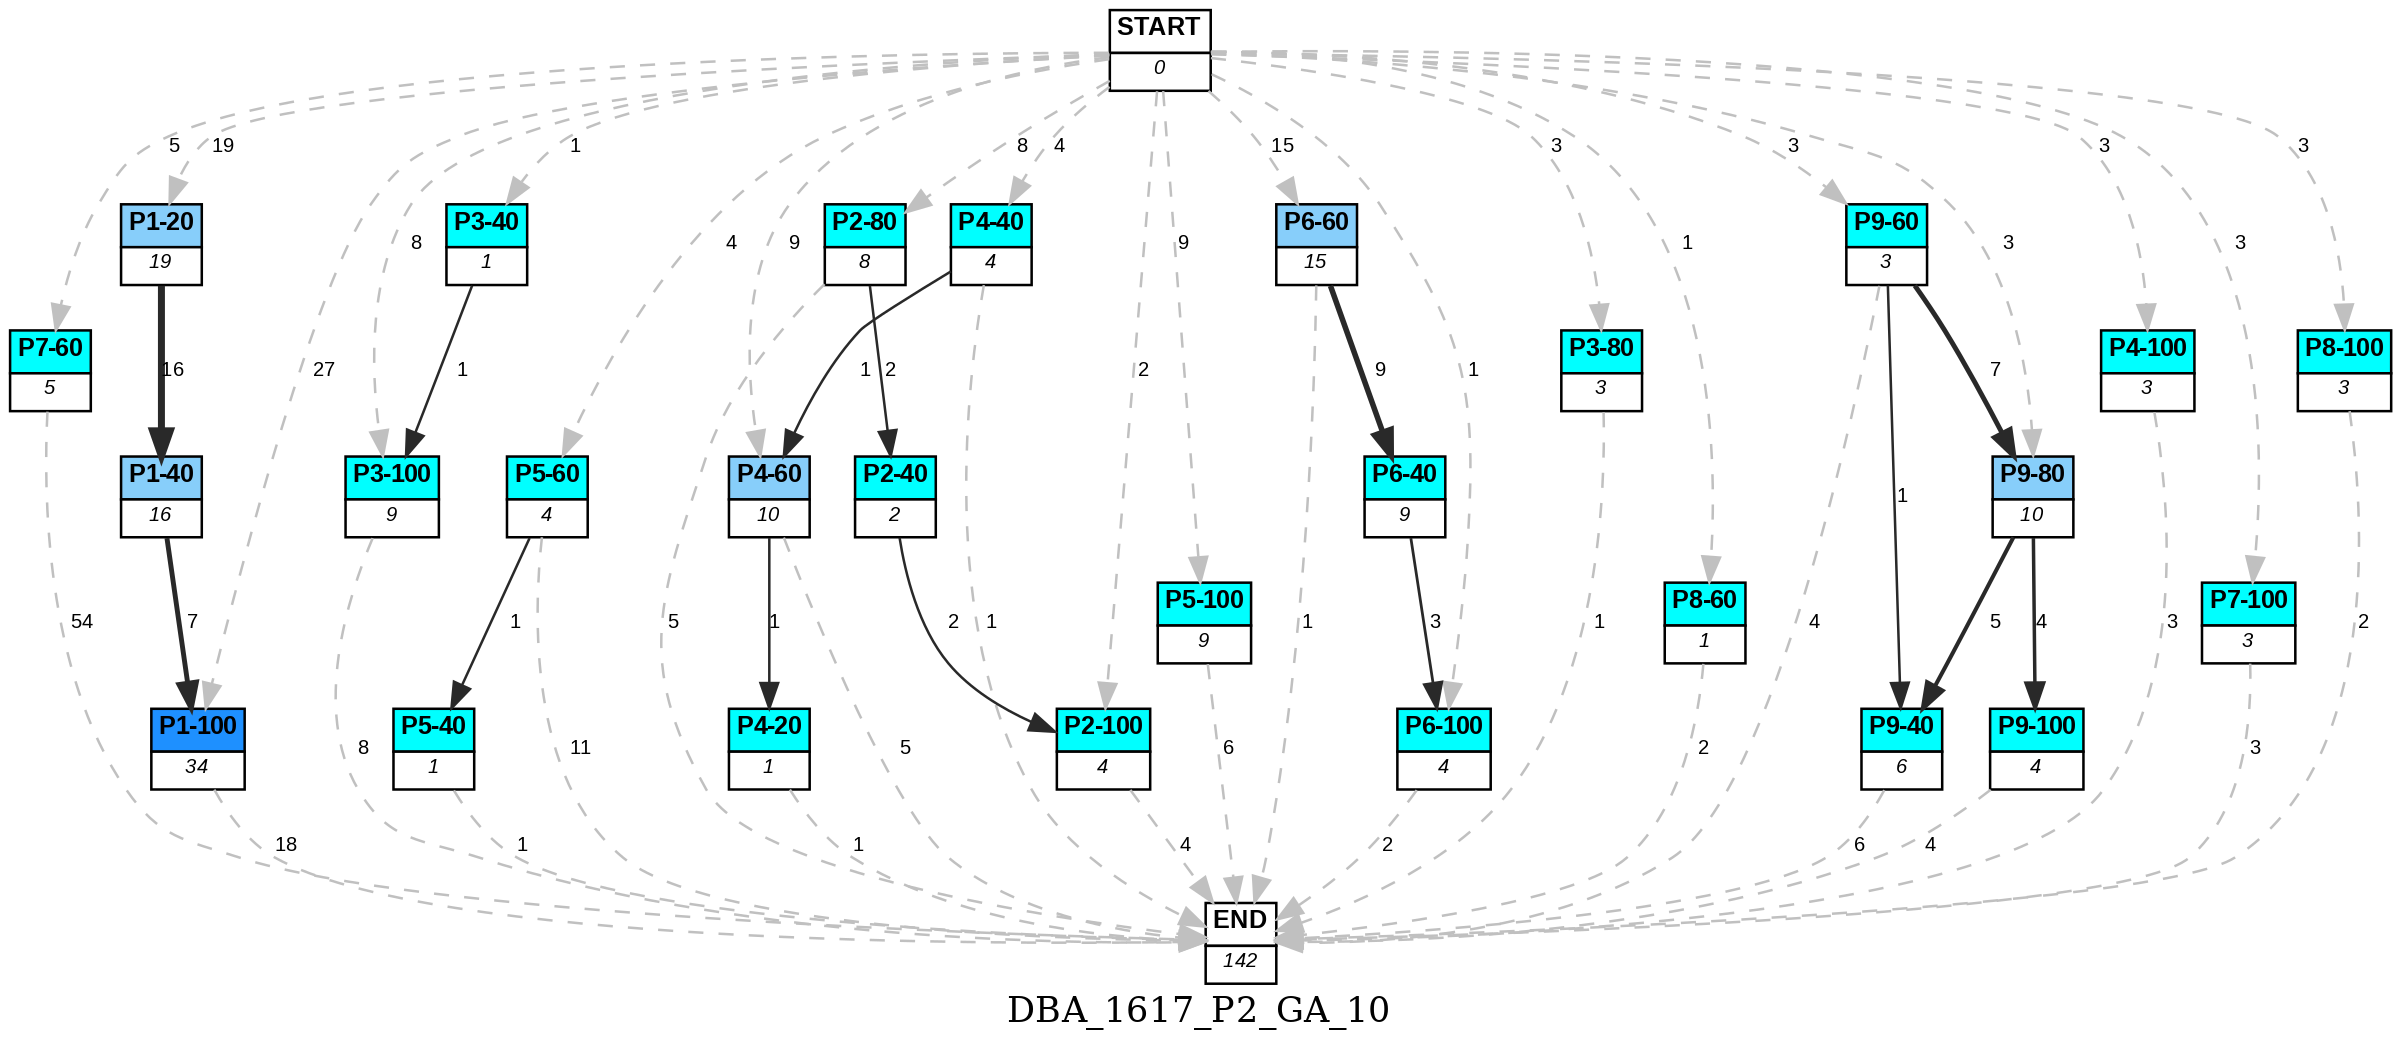 START
0
5
19
1
8
4
15
3
3
3
3
P1-20
19
P3-40
1
P2-80
8
P4-40
4
P6-60
15
P9-60
3
8
4
9
9
1
3
3
P7-60
5
P3-80
3
P4-100
3
P8-100
3
16
27
1
1
2
2
9
1
7
P1-40
16
P3-100
9
P5-60
4
P4-60
10
P2-40
2
P6-40
9
P9-80
10
1
P5-100
9
P8-60
1
P7-100
3
54
7
1
5
1
2
1
1
3
1
4
5
4
3
2
P1-100
34
P5-40
1
P4-20
1
P2-100
4
P6-100
4
P9-40
6
P9-100
4
8
11
5
6
2
3
18
1
1
4
2
6
4
END
142
DBA_1617_P2_GA_10